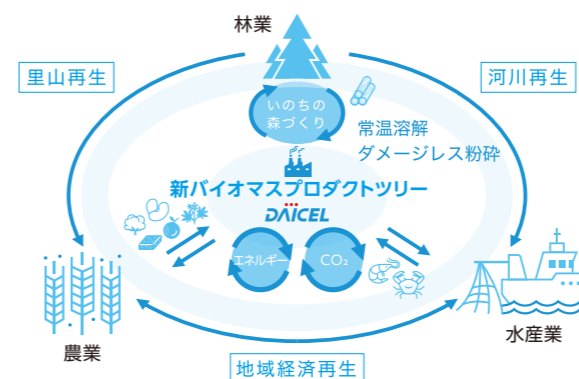 林業
里山再生
河川再生
いのちの
森づくり
常温溶解
ダメージレス粉砕
新バイオマスプロダクトツリー
DAICEL
エネルギー
CO₂
農業
水産業
地域経済再生